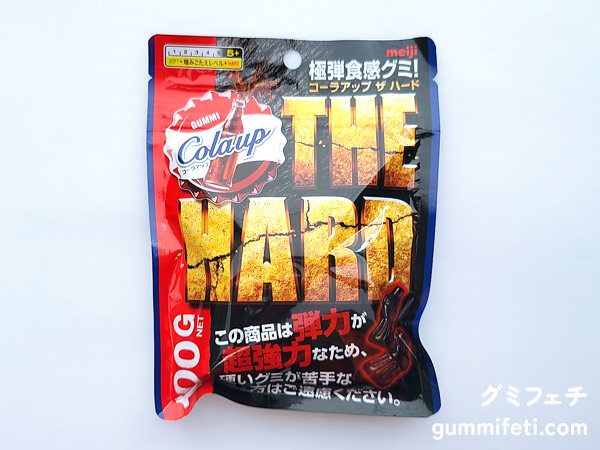 1 2 3 4 5 5+
SOFT 噛みごたえレベル HARD
meiji
極弾食感グミ!
コーラアップ ザ ハード
GUMMI
Colaup
コーラアップ
THE
HARD
00G NET
この商品は弾力が
超強力なため、
硬いグミが苦手な
はご遠慮ください。
グミフェチ
gummifeti.com